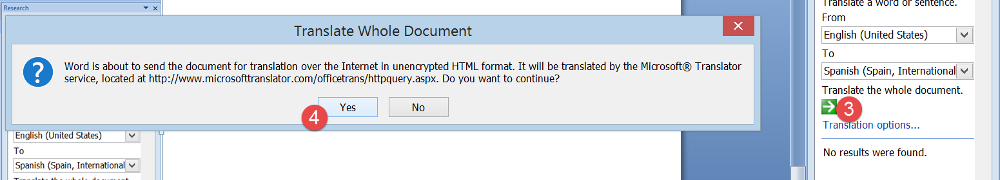 Research
Translate Whole Document
Word is about to send the document for translation over the Internet in unencrypted HTML format. It will be translated by the Microsoft® Translator
service, located at http://www.microsofttranslator.com/officetrans/httpquery.aspx. Do you want to continue?
Yes
No
4
English (United States)
To
Spanish (Spain, International
Translate the whole document.
Translate a word or sentence.
From
English (United States)
To
Spanish (Spain, International
Translate the whole document.
3
Translation options...
No results were found.